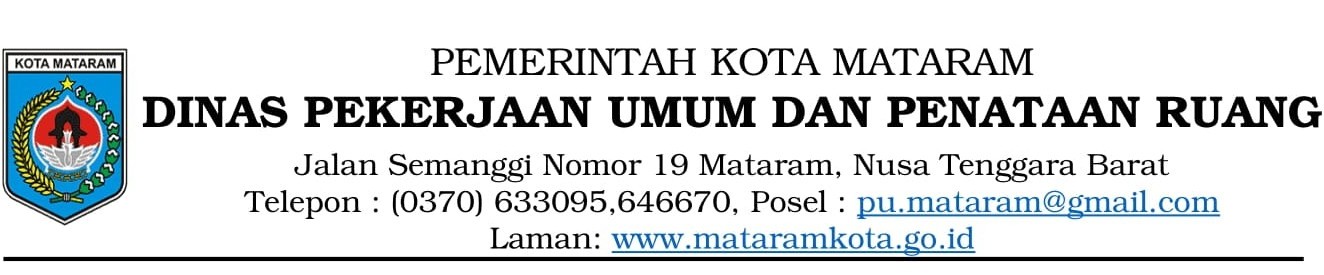 KOTA MATARAM
PEMERINTAH KOTA MATARAM
DINAS PEKERJAAN UMUM DAN PENATAAN RUANG
Jalan Semanggi Nomor 19 Mataram, Nusa Tenggara Barat
Telepon : (0370) 633095,646670, Posel : pu.mataram@gmail.com
Laman: www.mataramkota.go.id